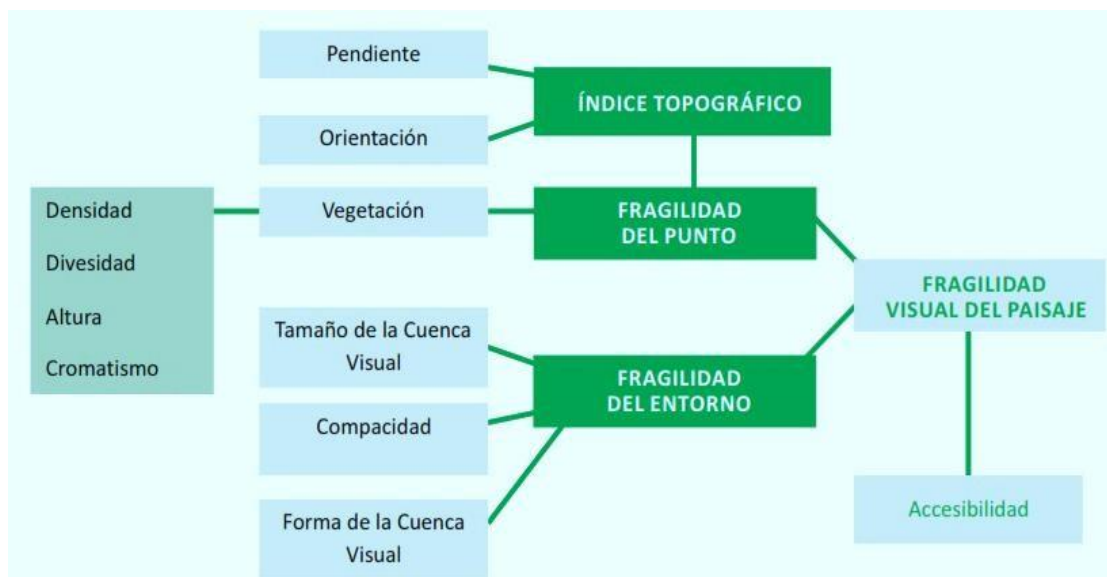 Pendiente
ÍNDICE TOPOGRÁFICO
Orientación
Densidad
Divesidad
Altura
Cromatismo
Vegetación
FRAGILIDAD
DEL PUNTO
FRAGILIDAD
VISUAL DEL PAISAJE
Tamaño de la Cuenca
Visual
FRAGILIDAD
DEL ENTORNO
Compacidad
Forma de la Cuenca
Visual
Accesibilidad